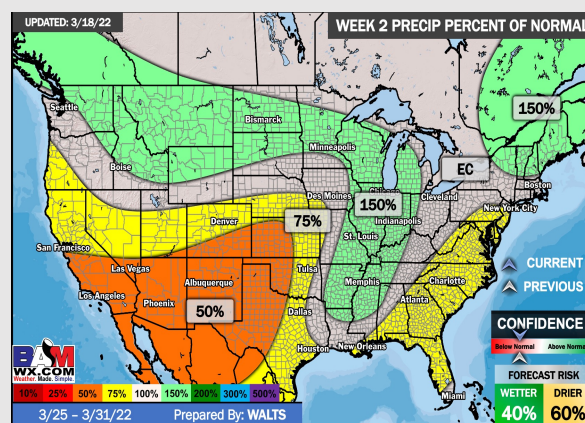 UPDATED: 3/18/22
WEEK 2 PRECIP PERCENT OF NORMAL
150%
Seattle
Bismarck
Minneapolis
Boise
EC
Boston
Des Moines
Chicago
Cleveland
150%
New York City
75%
Denver
Indianapolis
St. Louis
San Francisco
CURRENT
Las Vegas
Tulsa
Albuquerque
Memphis
Charlotte
PREVIOUS
Los Angeles
Phoenix
50%
Atlanta
Dallas
CONFIDENCE
Below Normal
Above Norma
Houston
New Orleans
BAM
WX.COM
Weather. Made. Simple.
FORECAST RISK
10% 25% 50% 75% 100% 150% 200% 300% 500%
Miami
WETTER
DRIER
40%
60%
3/25 – 3/31/22
Prepared By: WALTS